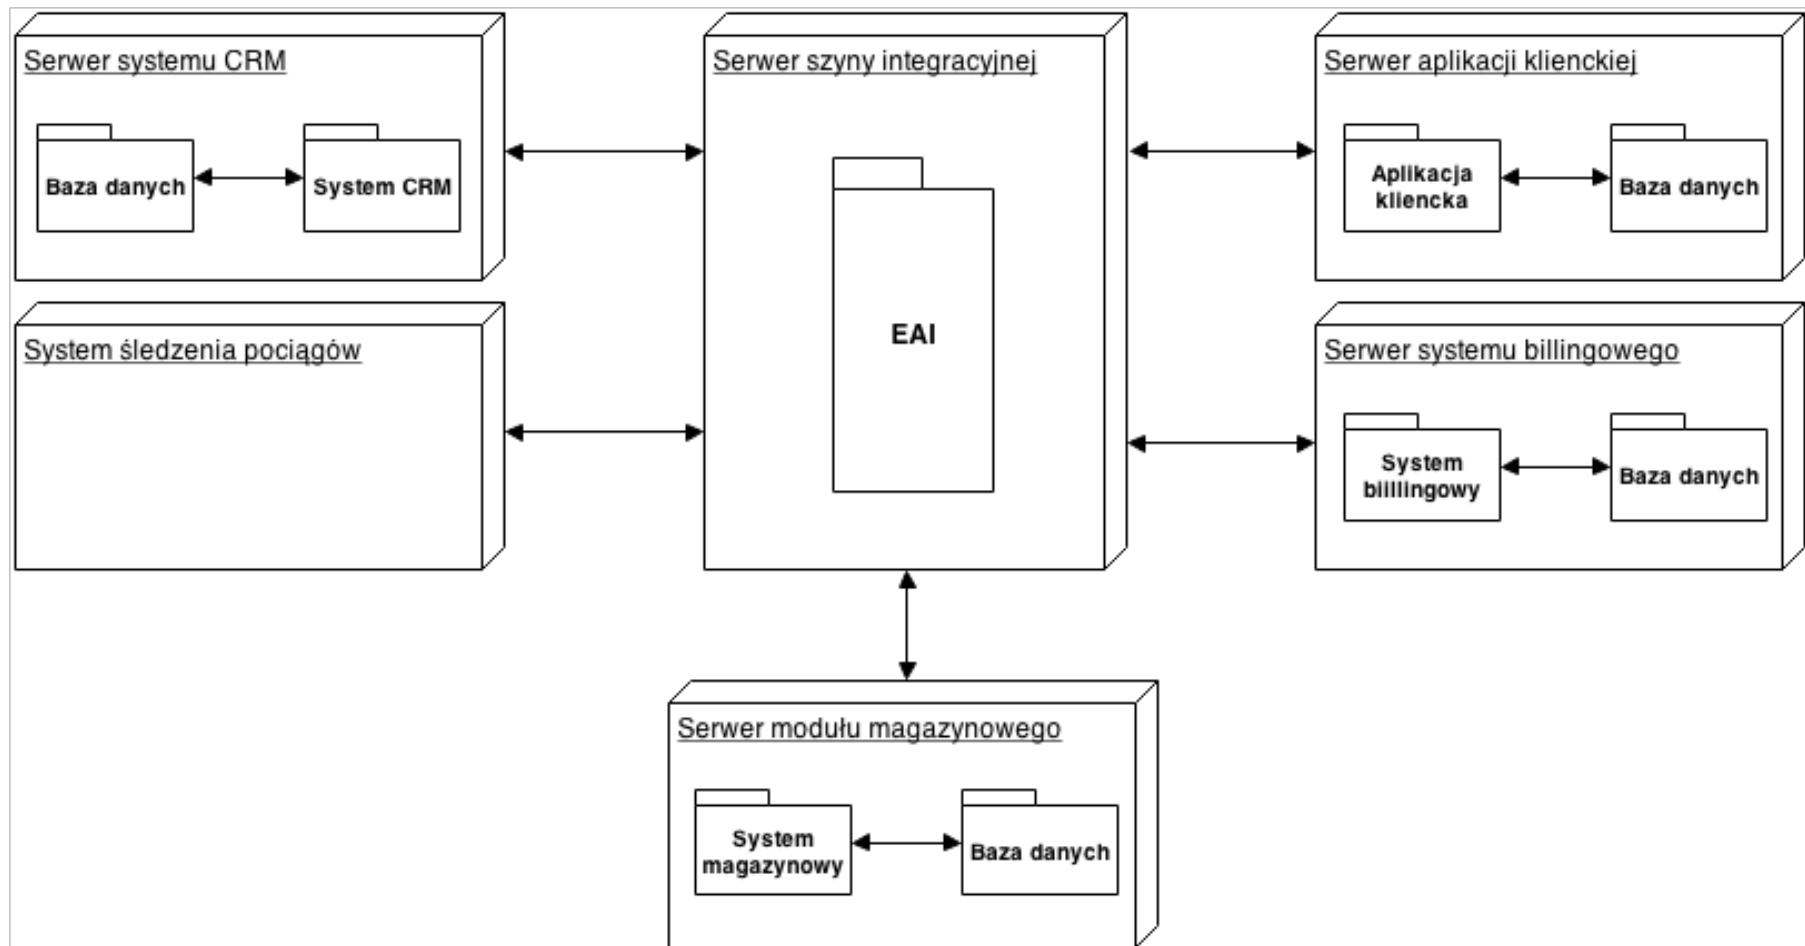 Serwer systemu CRM
Baza danych
System CRM
Serwer szyny integracyjnej
EAI
Serwer aplikacji klienckiej
Aplikacja
kliencka
Baza danych
System śledzenia pociągów
Serwer systemu billingowego
System
biillingowy
Baza danych
Serwer modułu magazynowego
System
magazynowy
Baza danych